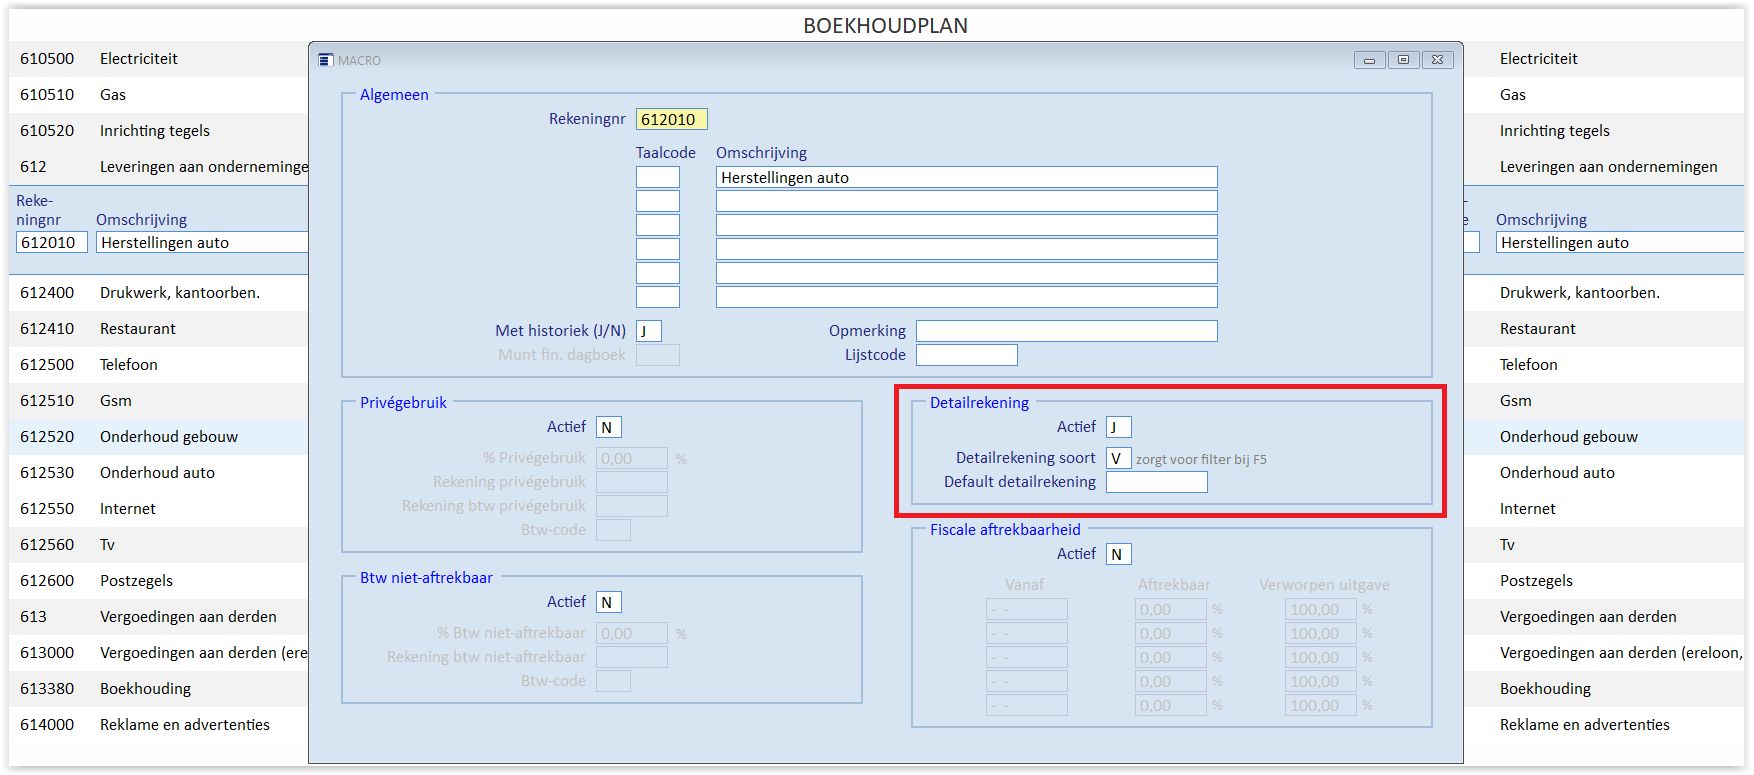 BOEKHOUDPLAN
610500 Electriciteit
610510 Gas
610520 Inrichting tegels
612 Leveringen aan onderneminge
Reke-
ningnr Omschrijving
612010 Herstellingen auto
612400 Drukwerk, kantoorben.
612410 Restaurant
612500 Telefoon
612510 Gsm
612520 Onderhoud gebouw
612530 Onderhoud auto
612550 Internet
612560 Tv
612600 Postzegels
613 Vergoedingen aan derden
613000 Vergoedingen aan derden (ere
613380 Boekhouding
614000 Reklame en advertenties
MACRO
Algemeen
Rekeningnr 612010
Taalcode Omschrijving
Herstellingen auto
Met historiek (J/N) J Opmerking
Munt fin. dagboek Lijstcode
Privégebruik
Actief N
% Privégebruik 0,00 %
Rekening privégebruik
Rekening btw privégebruik
Btw-code
Btw niet-aftrekbaar
Actief N
% Btw niet-aftrekbaar 0,00 %
Rekening btw niet-aftrekbaar
Btw-code
Detailrekening
Actief J
Detailrekening soort V zorgt voor filter bij F5
Default detailrekening
Fiscale aftrekbaarheid
Actief N
Vanaf Aftrekbaar Verworpen uitgave
- - 0,00 % 100,00 %
- - 0,00 % 100,00 %
- - 0,00 % 100,00 %
- - 0,00 % 100,00 %
- - 0,00 % 100,00 %
Electriciteit
Gas
Inrichting tegels
Leveringen aan ondernemingen
-
e Omschrijving
Herstellingen auto
Drukwerk, kantoorben.
Restaurant
Telefoon
Gsm
Onderhoud gebouw
Onderhoud auto
Internet
Tv
Postzegels
Vergoedingen aan derden
Vergoedingen aan derden (ereloon,
Boekhouding
Reklame en advertenties